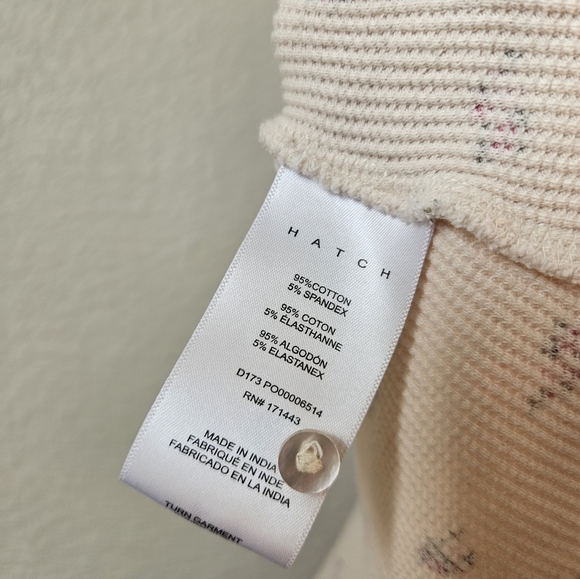 HATCH
95%COTTON
5% SPANDEX
95% COTON
5% ÉLASTHANNE
95% ALGODÓN
5% ELASTANEX
D173 PO00006514
RN# 171443
MADE IN INDIA
FABRIQUÉ EN INDE
FABRICADO EN LA INDIA
TURN GARMENT